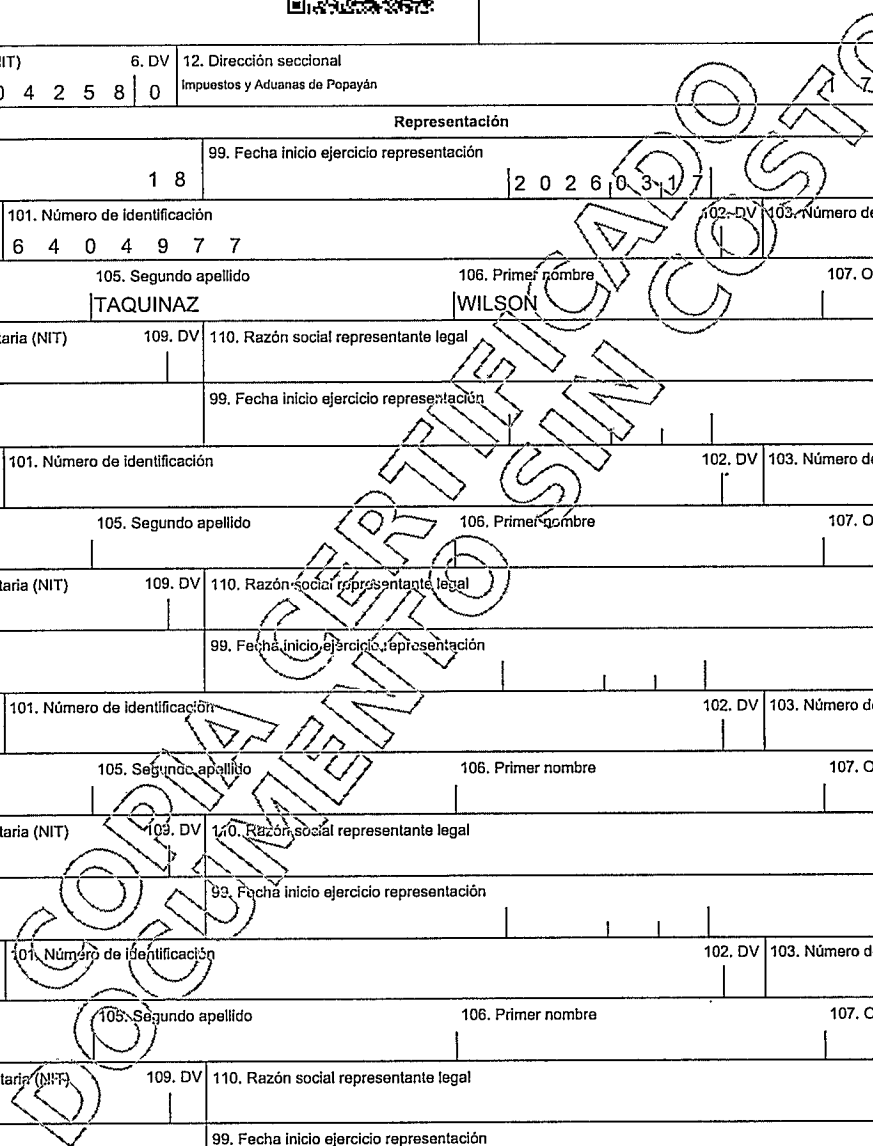 IT) 6. DV 12. Dirección seccional
0 4 2 5 8 0 Impuestos y Aduanas de Popayán 1 7
Representación
99. Fecha inicio ejercicio representación
1 8 2 0 2 6 0 3 1 7
101. Número de identificación 102. DV 103. Número de
6 4 0 4 9 7 7
105. Segundo apellido 106. Primer nombre 107. O
TAQUINAZ WILSON
taria (NIT) 109. DV 110. Razón social representante legal
99. Fecha inicio ejercicio representación
101. Número de identificación 102. DV 103. Número de
105. Segundo apellido 106. Primer nombre 107. O
taria (NIT) 109. DV 110. Razón social representante legal
99. Fecha inicio ejercicio representación
101. Número de identificación 102. DV 103. Número de
105. Segundo apellido 106. Primer nombre 107. O
taria (NIT) 109. DV 110. Razón social representante legal
99. Fecha inicio ejercicio representación
101. Número de identificación 102. DV 103. Número d
105. Segundo apellido 106. Primer nombre 107. O
taria (NIT) 109. DV 110. Razón social representante legal
99. Fecha inicio ejercicio representación
COPIA CERTIFICADO
DOCUMENTO SIN COSTO